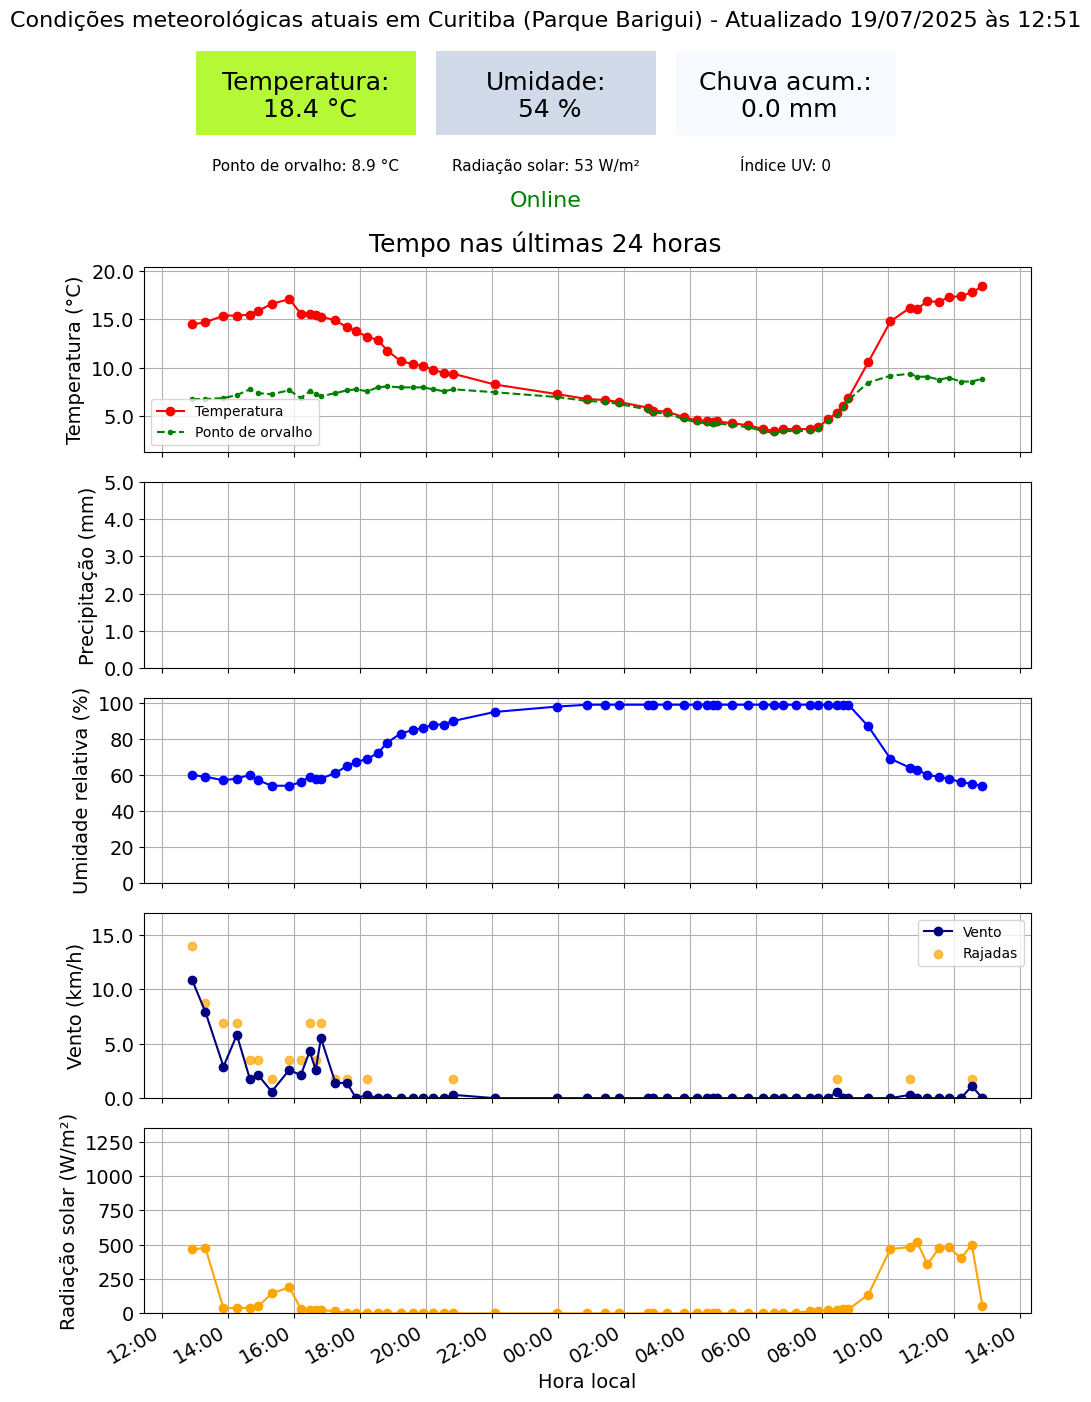 Condições meteorológicas atuais em Curitiba (Parque Barigui) - Atualizado 19/07/2025 às 12:51
Temperatura:
18.4 °C
Umidade:
54 %
Chuva acum.:
0.0 mm
Ponto de orvalho: 8.9 °C
Radiação solar: 53 W/m²
Índice UV: 0
Online
Tempo nas últimas 24 horas
Temperatura (°C)
20.0
15.0
10.0
5.0
Temperatura
Ponto de orvalho
Precipitação (mm)
5.0
4.0
3.0
2.0
1.0
0.0
Umidade relativa (%)
100
80
60
40
20
0
Vento (km/h)
15.0
10.0
5.0
0.0
Vento
Rajadas
Radiação solar (W/m²)
1250
1000
750
500
250
0
12:00
14:00
16:00
18:00
20:00
22:00
00:00
02:00
04:00
06:00
08:00
10:00
12:00
14:00
Hora local